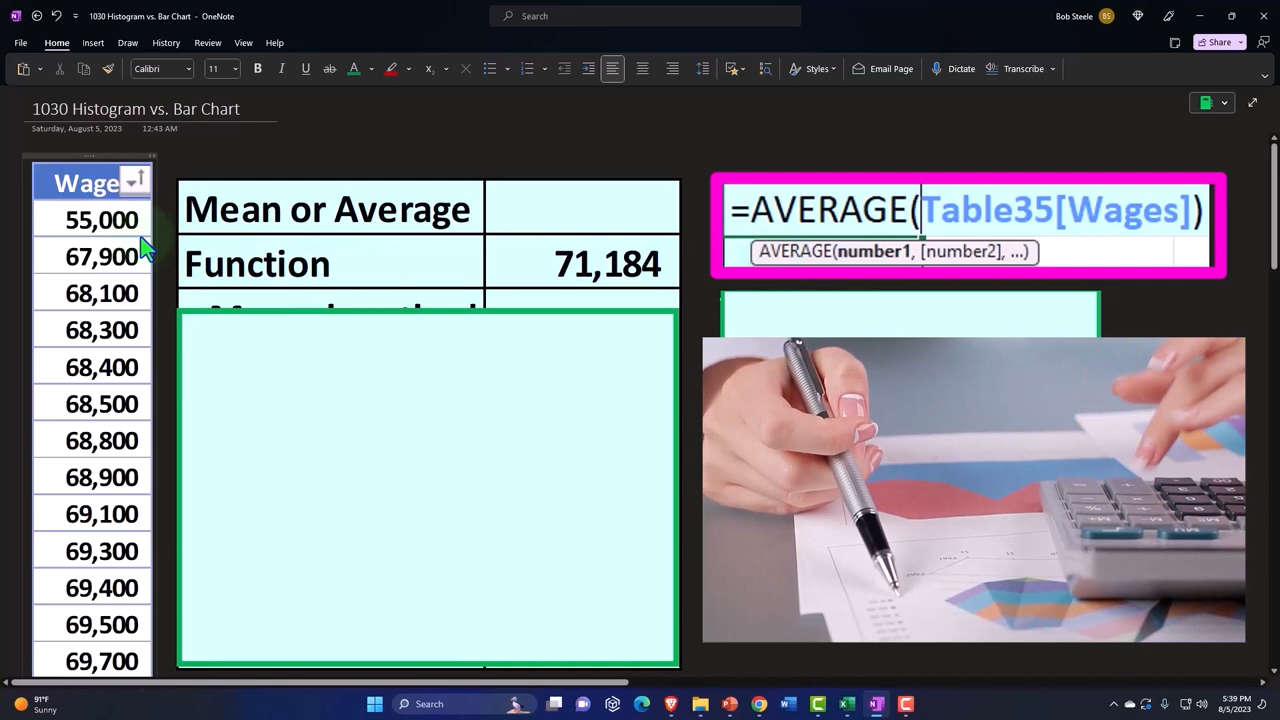 1030 Histogram vs. Bar Chart - OneNote
Search
Bob Steele
BS
File Home Insert Draw History Review View Help
Share
Calibri
11
Styles
Email Page
Dictate
Transcribe
1030 Histogram vs. Bar Chart
Saturday, August 5, 2023 12:43 AM
Wage
55,000
67,900
68,100
68,300
68,400
68,500
68,800
68,900
69,100
69,300
69,400
69,500
69,700
Mean or Average
Function 71,184
=AVERAGE(Table35[Wages])
AVERAGE(number1, [number2], ...)
91°F
Sunny
Search
5:39 PM
8/5/2023